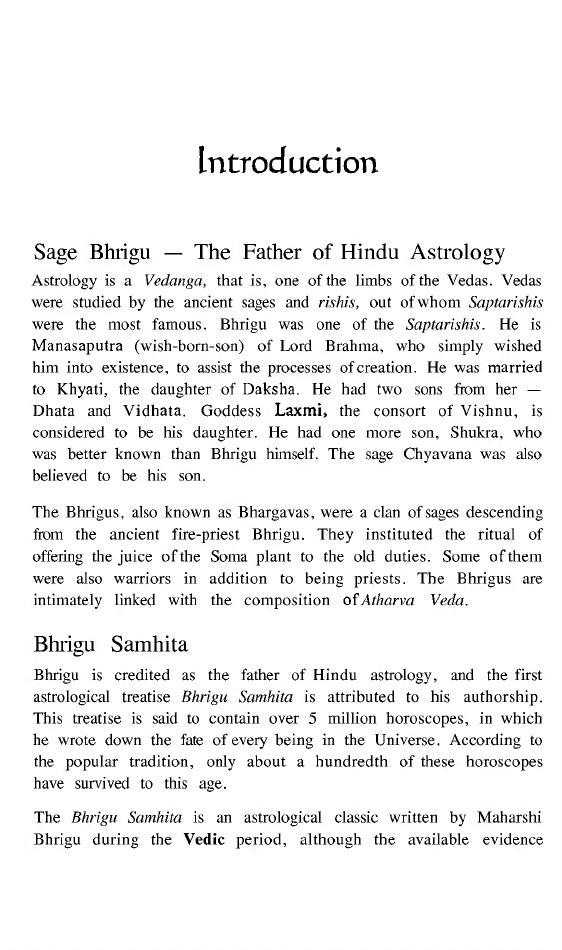 Introduction
Sage Bhrigu — The Father of Hindu Astrology
Astrology is a Vedanga, that is, one of the limbs of the Vedas. Vedas
were studied by the ancient sages and rishis, out of whom Saptarishis
were the most famous. Bhrigu was one of the Saptarishis. He is
Manasaputra (wish-born-son) of Lord Brahma, who simply wished
him into existence, to assist the processes of creation. He was married
to Khyati, the daughter of Daksha. He had two sons from her —
Dhata and Vidhata. Goddess Laxmi, the consort of Vishnu, is
considered to be his daughter. He had one more son, Shukra, who
was better known than Bhrigu himself. The sage Chyavana was also
believed to be his son.
The Bhrigus, also known as Bhargavas, were a clan of sages descending
from the ancient fire-priest Bhrigu. They instituted the ritual of
offering the juice of the Soma plant to the old duties. Some of them
were also warriors in addition to being priests. The Bhrigus are
intimately linked with the composition of Atharva Veda.
Bhrigu Samhita
Bhrigu is credited as the father of Hindu astrology, and the first
astrological treatise Bhrigu Samhita is attributed to his authorship.
This treatise is said to contain over 5 million horoscopes, in which
he wrote down the fate of every being in the Universe. According to
the popular tradition, only about a hundredth of these horoscopes
have survived to this age.
The Bhrigu Samhita is an astrological classic written by Maharshi
Bhrigu during the Vedic period, although the available evidence